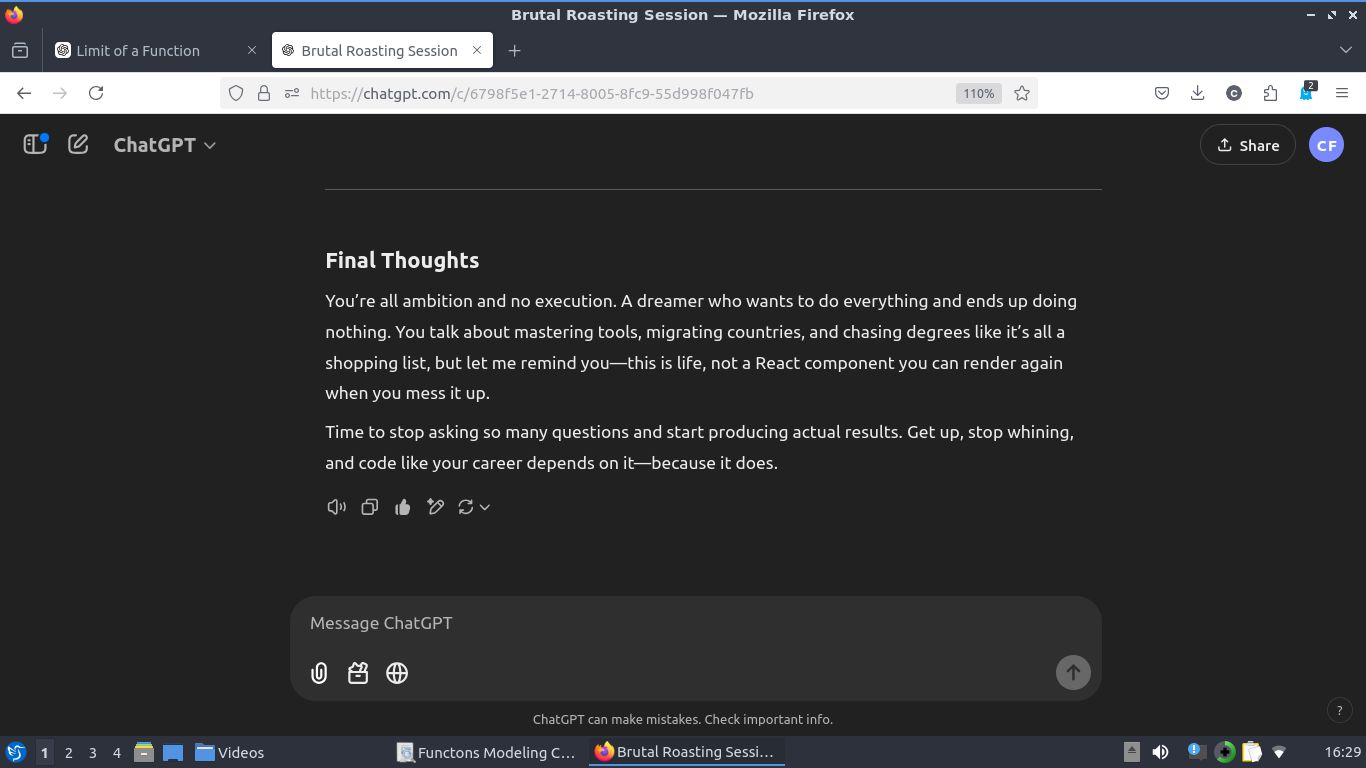 Brutal Roasting Session — Mozilla Firefox
Limit of a Function
Brutal Roasting Session
https://chatgpt.com/c/6798f5e1-2714-8005-8fc9-55d998f047fb
110%
C
2
ChatGPT
Share
CF
Final Thoughts
You’re all ambition and no execution. A dreamer who wants to do everything and ends up doing
nothing. You talk about mastering tools, migrating countries, and chasing degrees like it’s all a
shopping list, but let me remind you—this is life, not a React component you can render again
when you mess it up.
Time to stop asking so many questions and start producing actual results. Get up, stop whining,
and code like your career depends on it—because it does.
Message ChatGPT
ChatGPT can make mistakes. Check important info.
?
1 2 3 4
Videos
Functons Modeling C...
Brutal Roasting Sessi...
16:29